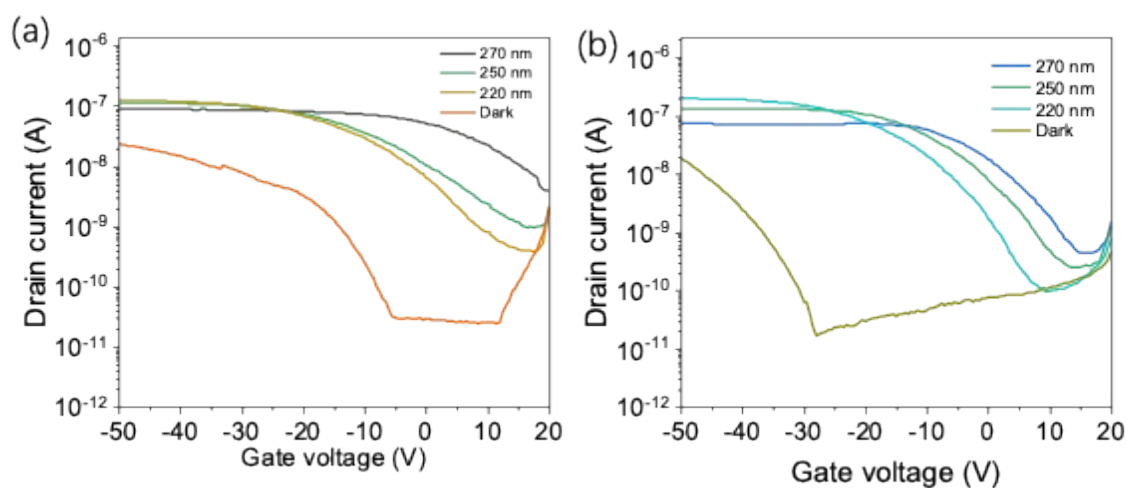 (a)
Drain current (A)
10-6
10-7
10-8
10-9
10-10
10-11
10-12
270 nm
250 nm
220 nm
Dark
-50 -40 -30 -20 -10 0 10 20
Gate voltage (V)
(b)
Drain current (A)
10-6
10-7
10-8
10-9
10-10
10-11
10-12
270 nm
250 nm
220 nm
Dark
-50 -40 -30 -20 -10 0 10 20
Gate voltage (V)